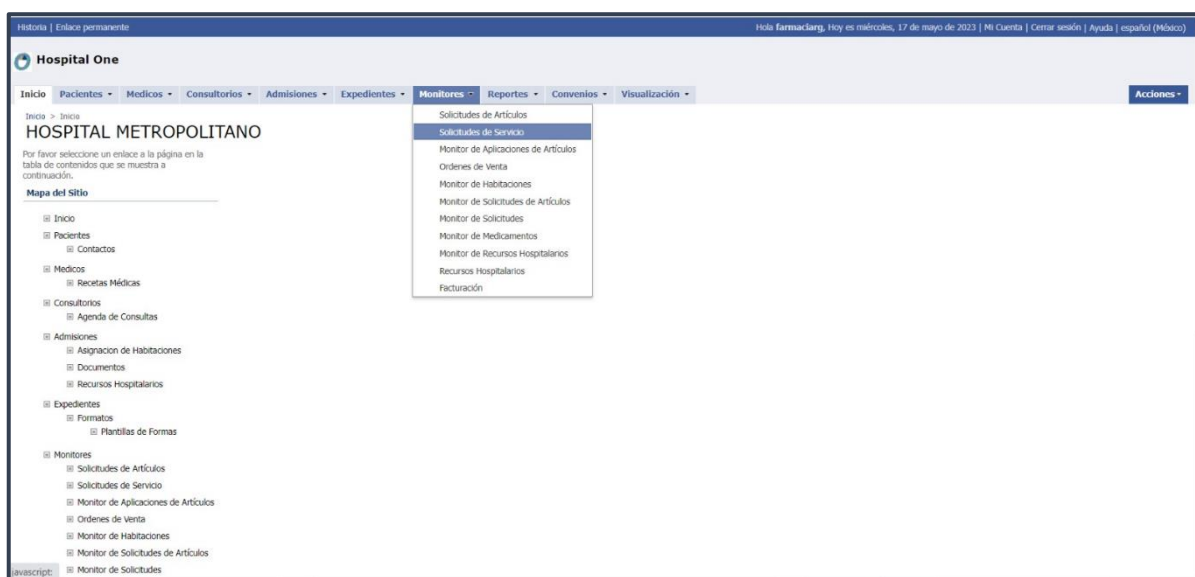 Historia | Enlace permanente
Hola farmaciarg, Hoy es miércoles, 17 de mayo de 2023 | Mi Cuenta | Cerrar sesión | Ayuda | español (México)
Hospital One
Inicio Pacientes Medicos Consultorios Admisiones Expedientes Monitores Reportes Convenios Visualización Acciones
Inicio > Inicio
HOSPITAL METROPOLITANO
Por favor seleccione un enlace a la página en la
tabla de contenidos que se muestra a
continuación.
Mapa del Sitio
Inicio
Pacientes
Contactos
Medicos
Recetas Médicas
Consultorios
Agenda de Consultas
Admisiones
Asignacion de Habitaciones
Documentos
Recursos Hospitalarios
Expedientes
Formatos
Plantillas de Formas
Monitores
Solicitudes de Artículos
Solicitudes de Servicio
Monitor de Aplicaciones de Artículos
Ordenes de Venta
Monitor de Habitaciones
Monitor de Solicitudes de Artículos
Monitor de Solicitudes
javascript:
Solicitudes de Artículos
Solicitudes de Servicio
Monitor de Aplicaciones de Artículos
Ordenes de Venta
Monitor de Habitaciones
Monitor de Solicitudes de Artículos
Monitor de Solicitudes
Monitor de Medicamentos
Monitor de Recursos Hospitalarios
Recursos Hospitalarios
Facturación